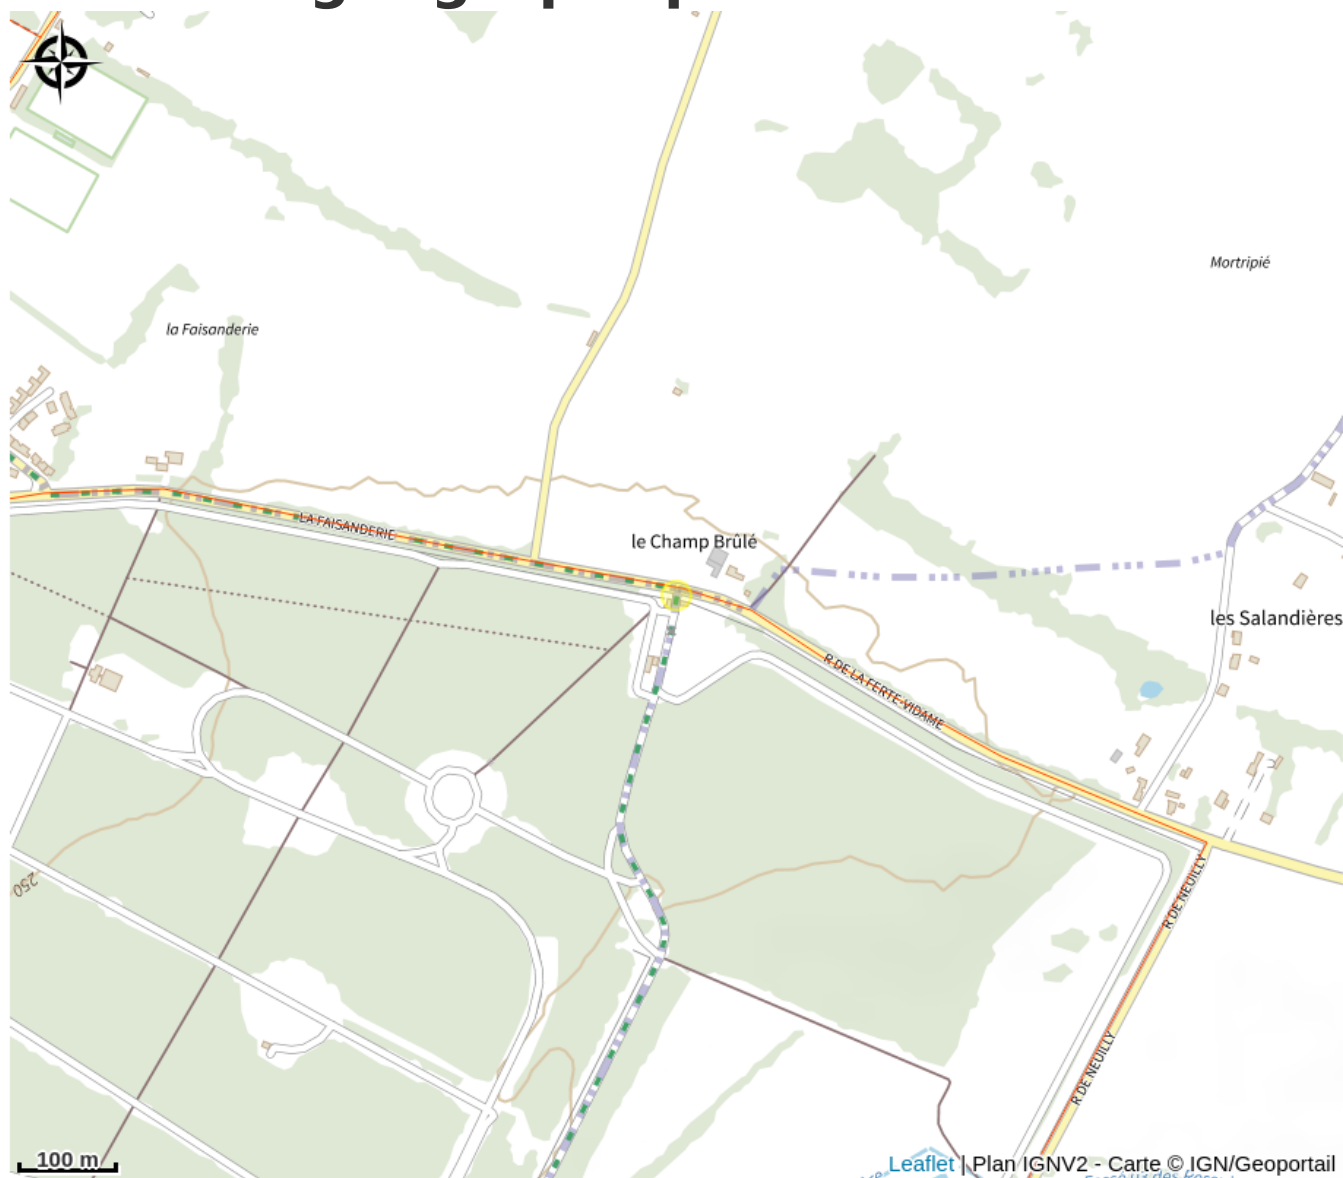 Mortripié
la Faisanderie
LA FAISANDERIE
le Champ Brûlé
les Salandières
R DE LA FERTE-VIDAME
R DE NEUILLY
250
R DE NEUILLY
100 m
Leaflet | Plan IGNV2 - Carte © IGN/Geoportail